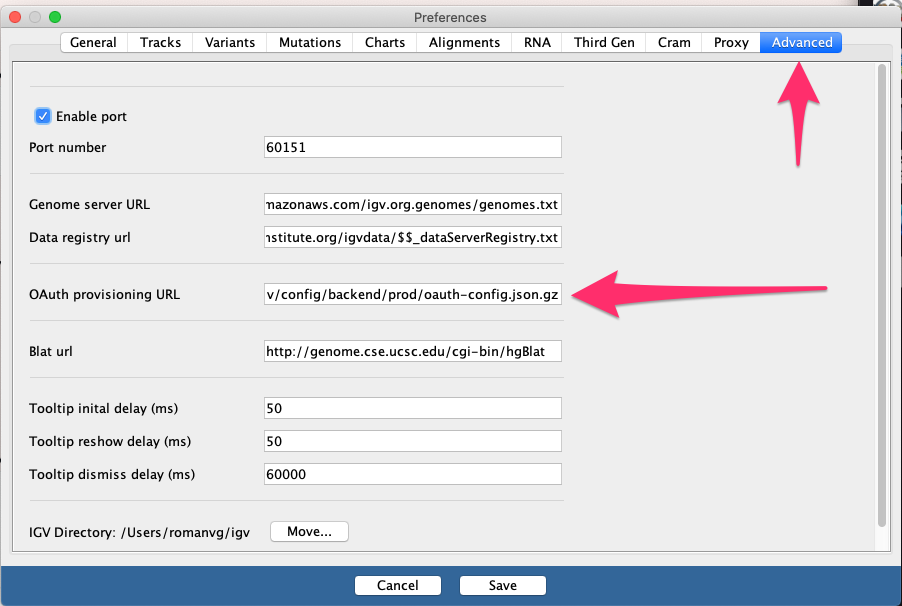 Preferences
General Tracks Variants Mutations Charts Alignments RNA Third Gen Cram Proxy Advanced
Enable port
Port number 60151
Genome server URL mazonaws.com/igv.org.genomes/genomes.txt
Data registry url nstitute.org/igvdata/$$_dataServerRegistry.txt
OAuth provisioning URL v/config/backend/prod/oauth-config.json.gz
Blat url http://genome.cse.ucsc.edu/cgi-bin/hgBlat
Tooltip inital delay (ms) 50
Tooltip reshow delay (ms) 50
Tooltip dismiss delay (ms) 60000
IGV Directory: /Users/romanvg/igv Move...
Cancel Save